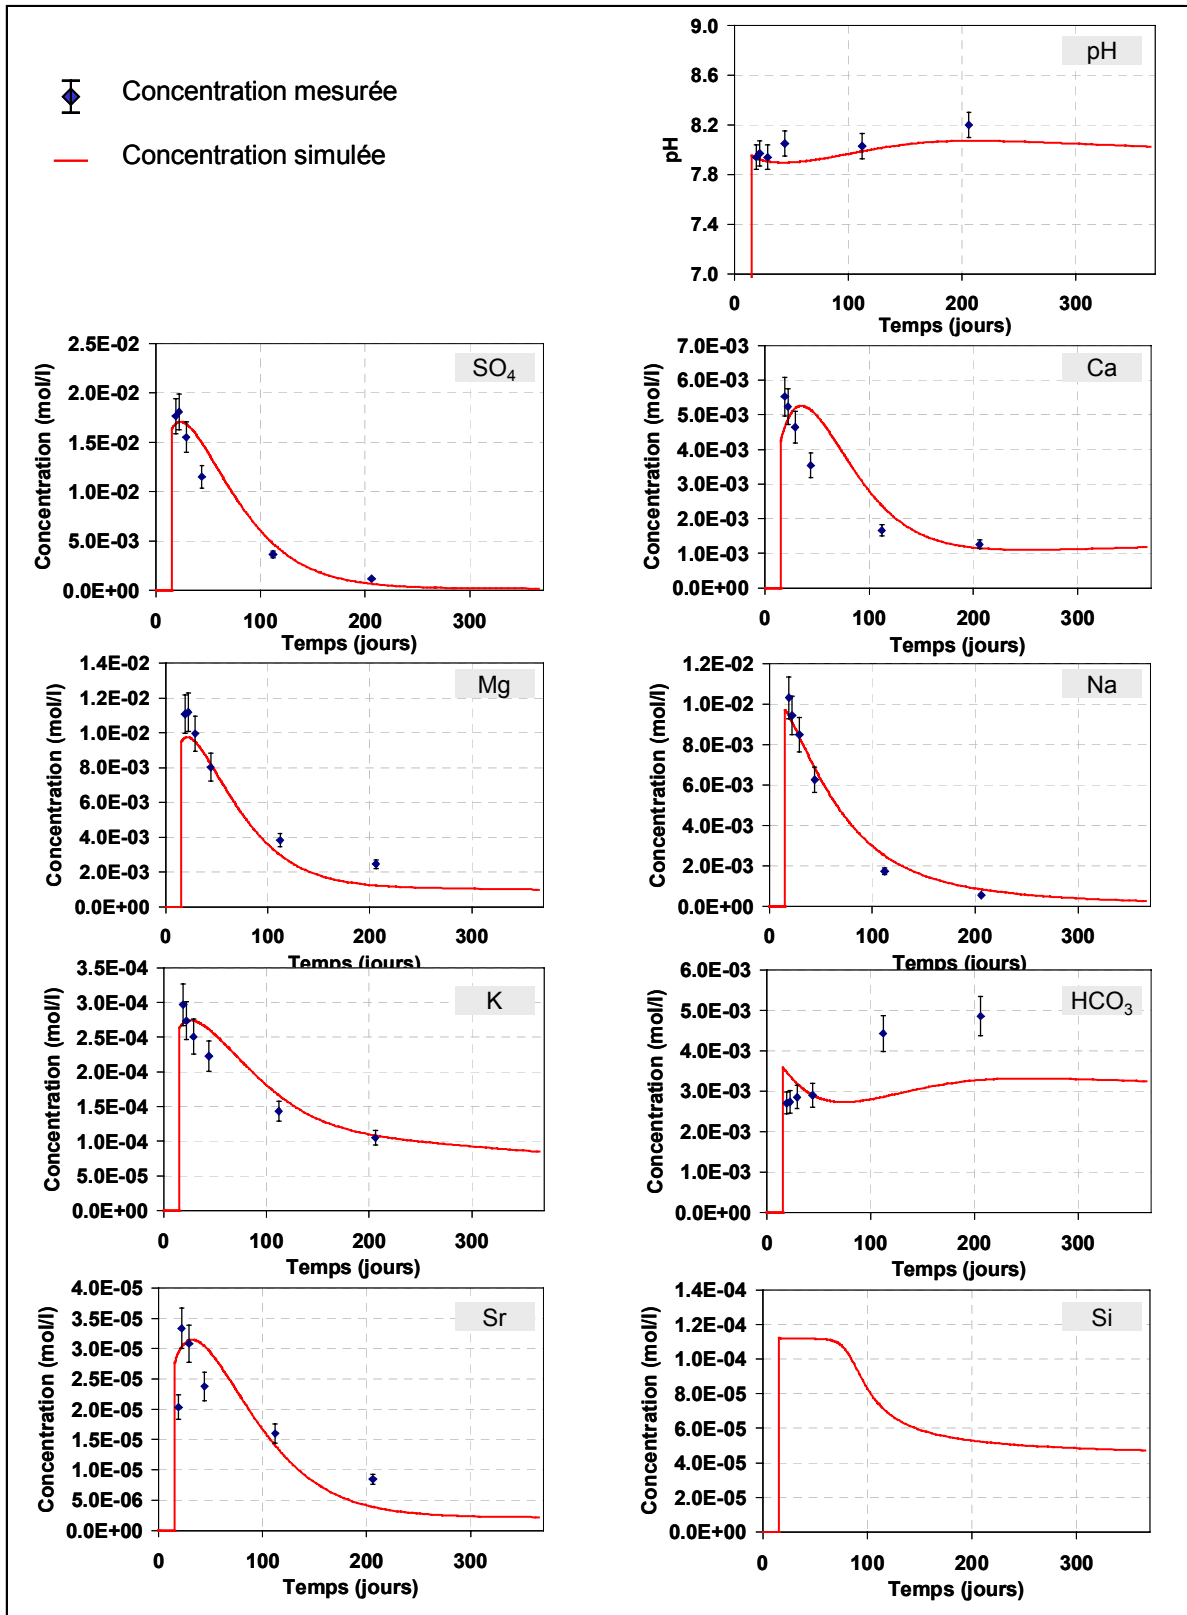 Concentration mesurée
Concentration simulée
pH
9.0
8.6
8.2
7.8
7.4
7.0
pH
0 100 200 300
Temps (jours)
SO4
2.5E-02
2.0E-02
1.5E-02
1.0E-02
5.0E-03
0.0E+00
Concentration (mol/l)
0 100 200 300
Temps (jours)
Ca
7.0E-03
6.0E-03
5.0E-03
4.0E-03
3.0E-03
2.0E-03
1.0E-03
0.0E+00
Concentration (mol/l)
0 100 200 300
Temps (jours)
Mg
1.4E-02
1.2E-02
1.0E-02
8.0E-03
6.0E-03
4.0E-03
2.0E-03
0.0E+00
Concentration (mol/l)
0 100 200 300
Temps (jours)
Na
1.2E-02
1.0E-02
8.0E-03
6.0E-03
4.0E-03
2.0E-03
0.0E+00
Concentration (mol/l)
0 100 200 300
Temps (jours)
K
3.5E-04
3.0E-04
2.5E-04
2.0E-04
1.5E-04
1.0E-04
5.0E-05
0.0E+00
Concentration (mol/l)
0 100 200 300
Temps (jours)
HCO3
6.0E-03
5.0E-03
4.0E-03
3.0E-03
2.0E-03
1.0E-03
0.0E+00
Concentration (mol/l)
0 100 200 300
Temps (jours)
Sr
4.0E-05
3.5E-05
3.0E-05
2.5E-05
2.0E-05
1.5E-05
1.0E-05
5.0E-06
0.0E+00
Concentration (mol/l)
0 100 200 300
Temps (jours)
Si
1.4E-04
1.2E-04
1.0E-04
8.0E-05
6.0E-05
4.0E-05
2.0E-05
0.0E+00
Concentration (mol/l)
0 100 200 300
Temps (jours)